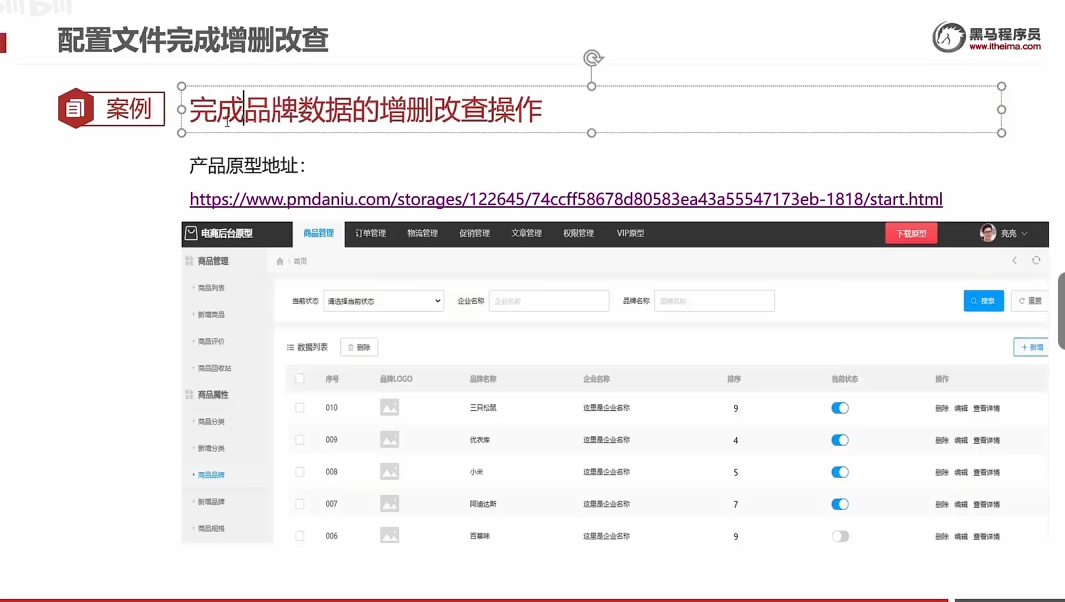 配置文件完成增删改查
黑马程序员
www.itheima.com
案例
完成品牌数据的增删改查操作
产品原型地址：
https://www.pmdaniu.com/storages/122645/74ccff58678d80583ea43a55547173eb-1818/start.html
电商后台原型 商品管理 订单管理 物流管理 促销管理 文章管理 权限管理 VIP原型 下载原型 亮亮
商品管理 首页
商品列表
当前状态 请选择当前状态 企业名称 企业名称 品牌名称 品牌名称 搜索 重置
新增商品
商品评价
数据列表 删除 + 新增
商品回收站
序号 品牌LOGO 品牌名称 企业名称 排序 当前状态 操作
商品属性
010 三只松鼠 这里是企业名称 9 删除 编辑 查看详情
商品分类
009 优衣库 这里是企业名称 4 删除 编辑 查看详情
新增分类
008 小米 这里是企业名称 5 删除 编辑 查看详情
商品品牌
007 阿迪达斯 这里是企业名称 7 删除 编辑 查看详情
新增品牌
商品规格
006 百草味 这里是企业名称 9 删除 编辑 查看详情